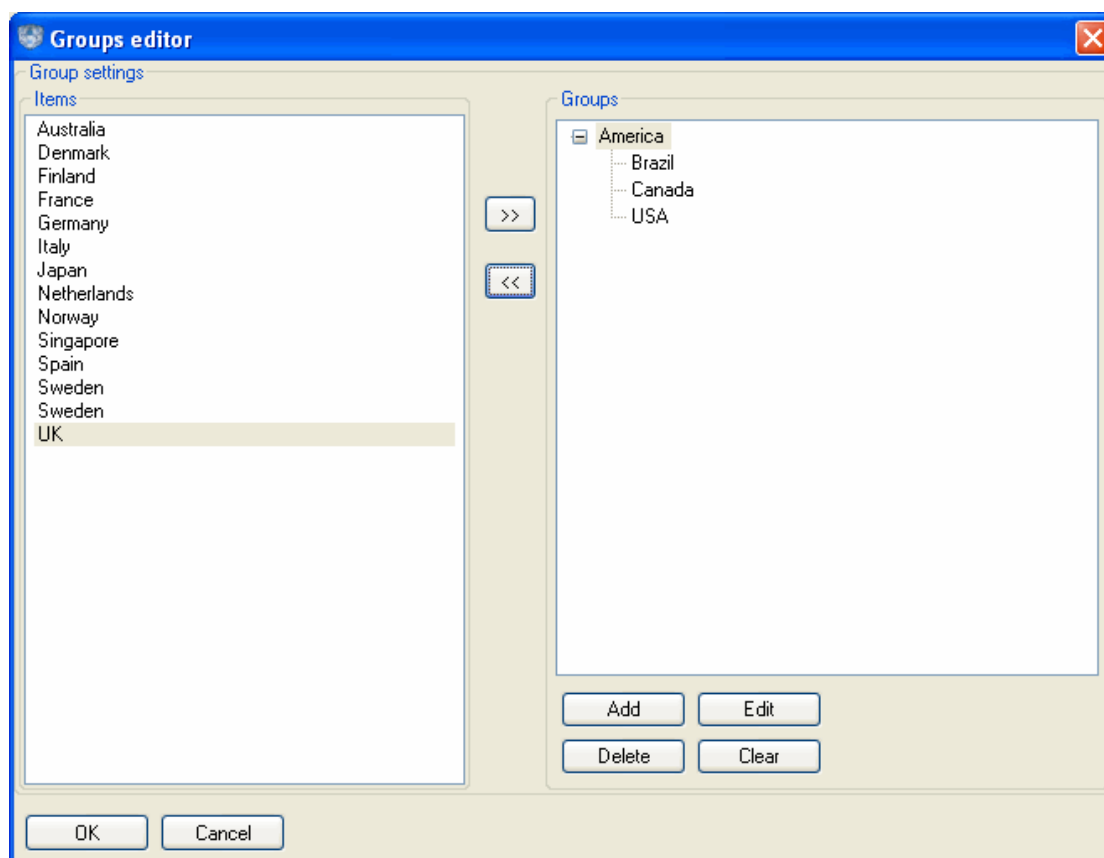 Groups editor
Group settings
Items
Australia
Denmark
Finland
France
Germany
Italy
Japan
Netherlands
Norway
Singapore
Spain
Sweden
Sweden
UK
>>
<<
Groups
America
Brazil
Canada
USA
Add Edit
Delete Clear
OK Cancel